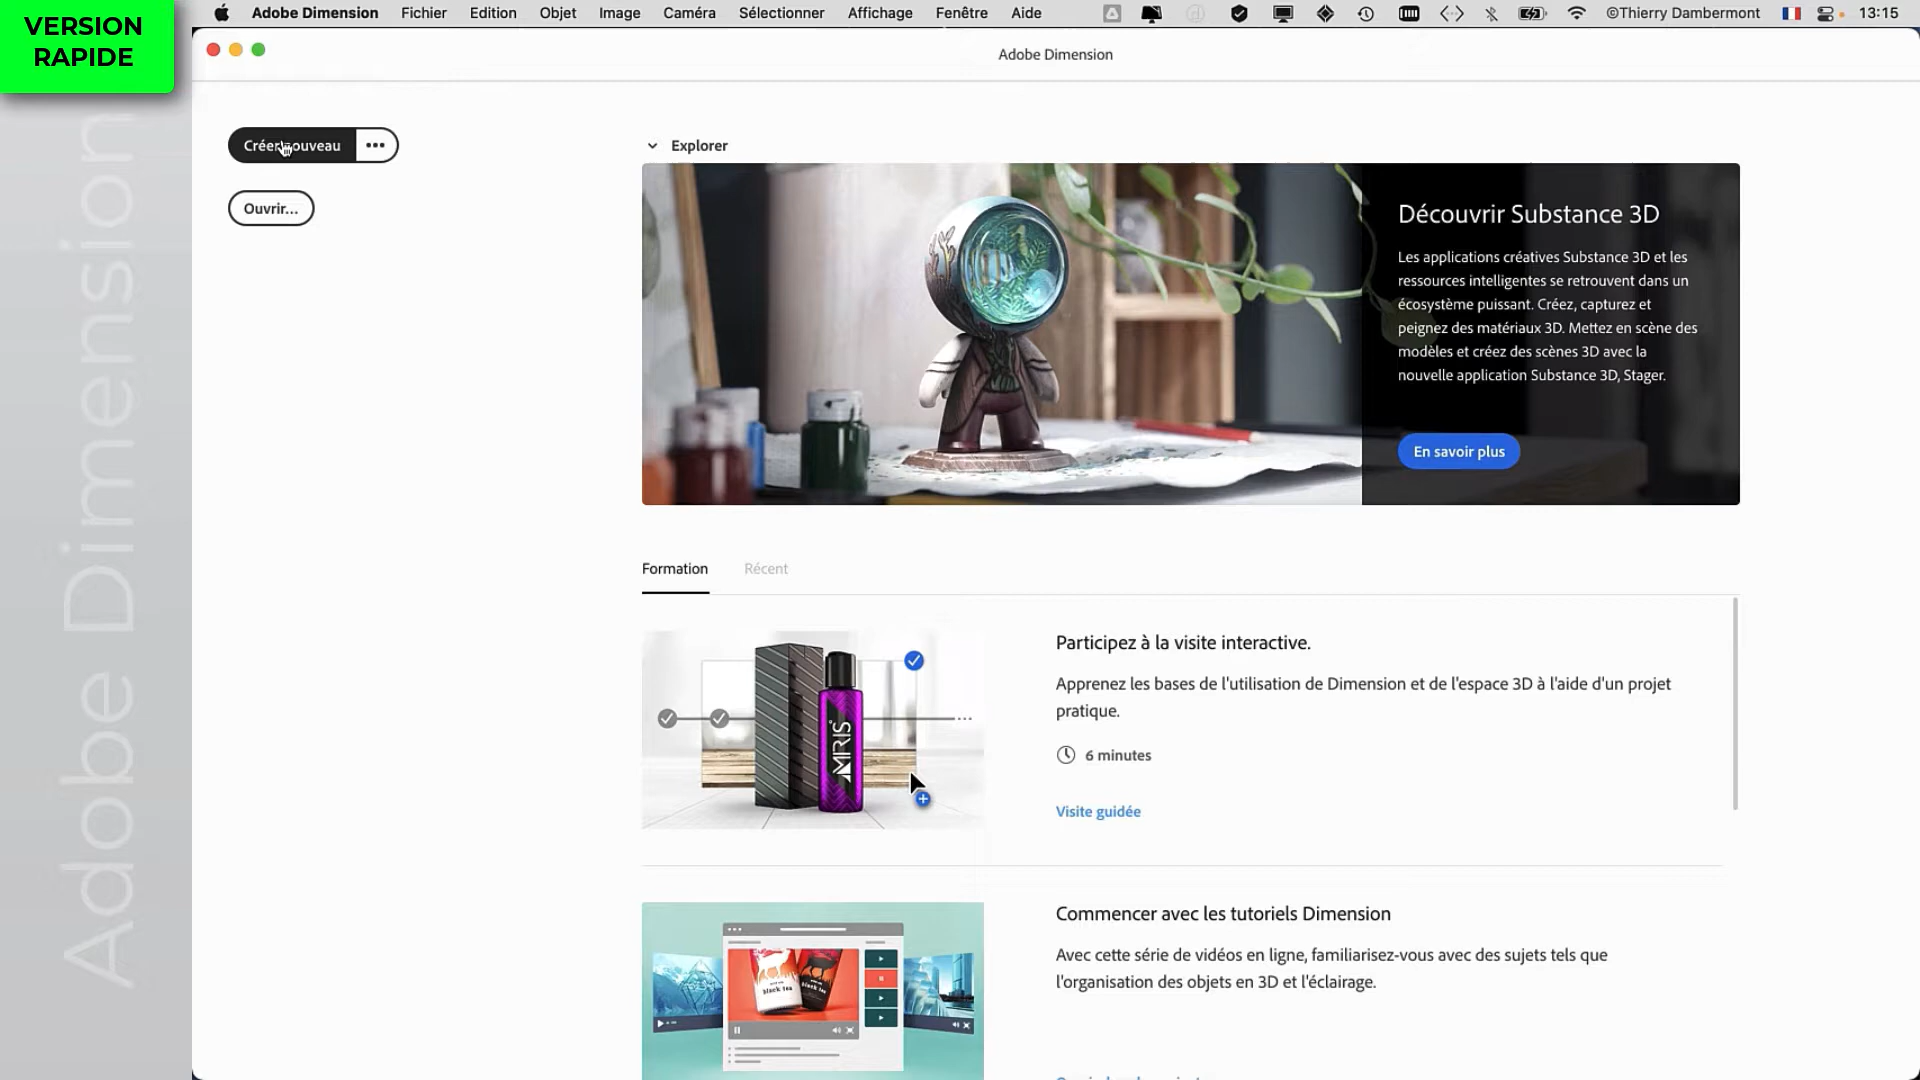 VERSION
RAPIDE
Adobe Dimension Fichier Edition Objet Image Caméra Sélectionner Affichage Fenêtre Aide ©Thierry Dambermont 13:15
Adobe Dimension
Adobe Dimension
Créer nouveau
Ouvrir...
Explorer
Découvrir Substance 3D
Les applications créatives Substance 3D et les
ressources intelligentes se retrouvent dans un
écosystème puissant. Créez, capturez et
peignez des matériaux 3D. Mettez en scène des
modèles et créez des scènes 3D avec la
nouvelle application Substance 3D, Stager.
En savoir plus
Formation Récent
MRIS
Participez à la visite interactive.
Apprenez les bases de l'utilisation de Dimension et de l'espace 3D à l'aide d'un projet
pratique.
6 minutes
Visite guidée
black tea
black tea
Commencer avec les tutoriels Dimension
Avec cette série de vidéos en ligne, familiarisez-vous avec des sujets tels que
l'organisation des objets en 3D et l'éclairage.